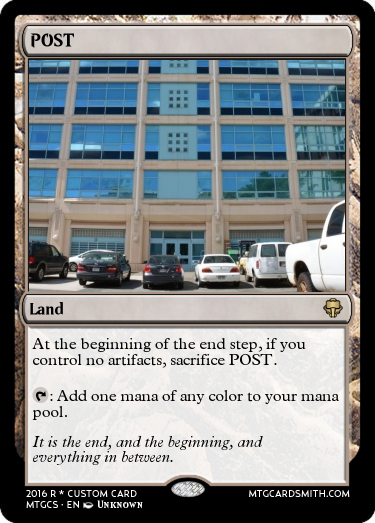 POST
Land
At the beginning of the end step, if you
control no artifacts, sacrifice POST.
: Add one mana of any color to your mana
pool.
It is the end, and the beginning, and
everything in between.
2016 R * CUSTOM CARD
MTGCS · EN Unknown
MTGCARDSMITH.COM